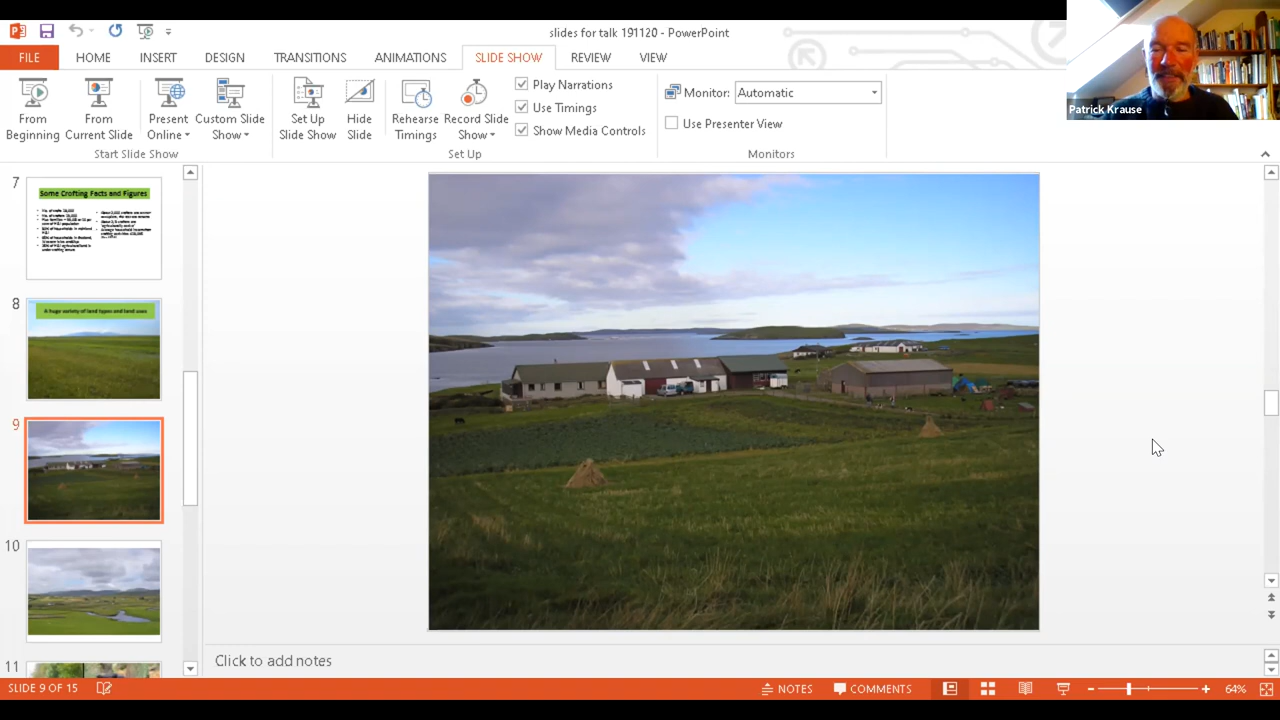 slides for talk 191120 - PowerPoint
FILE HOME INSERT DESIGN TRANSITIONS ANIMATIONS SLIDE SHOW REVIEW VIEW
From Beginning
From Current Slide
Present Online
Custom Slide Show
Start Slide Show
Set Up Slide Show
Hide Slide
Rehearse Timings
Record Slide Show
Play Narrations
Use Timings
Show Media Controls
Set Up
Monitor: Automatic
Use Presenter View
Monitors
Patrick Krause
7
Some Crofting Facts and Figures
8
A huge variety of land types and land uses
9
10
11
Click to add notes
SLIDE 9 OF 15
NOTES COMMENTS 64%